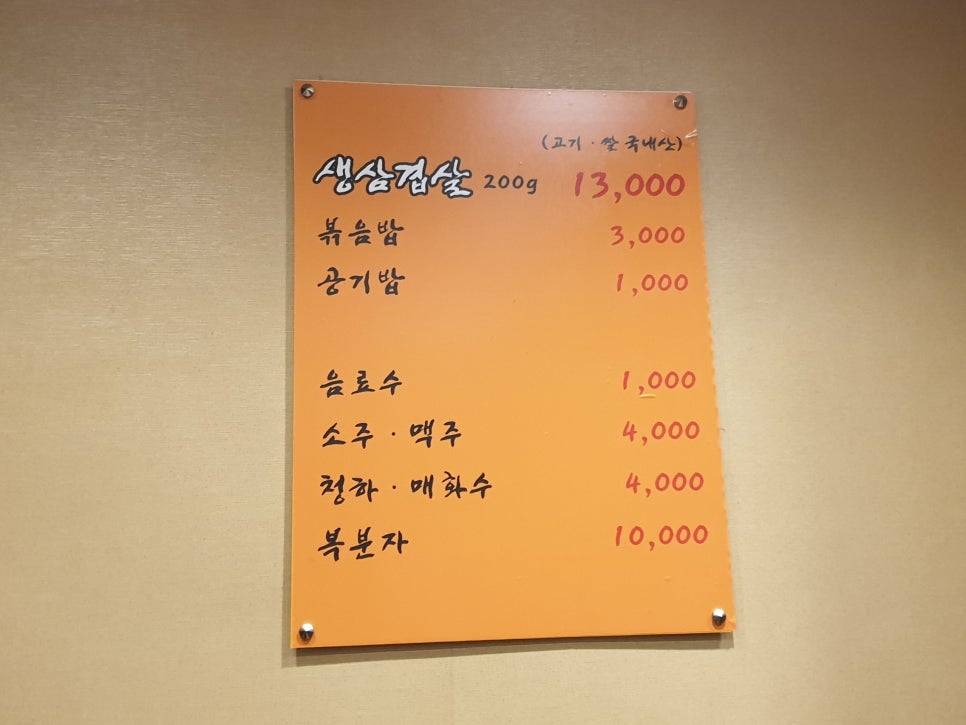 (고기 · 쌀 국내산)
생삼겹살 200g 13,000
볶음밥 3,000
공기밥 1,000
음료수 1,000
소주 · 맥주 4,000
청하 · 매화수 4,000
복분자 10,000